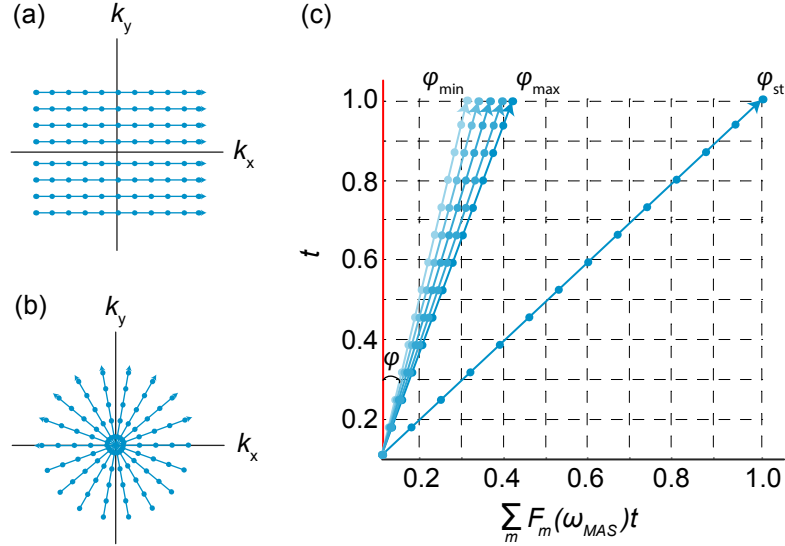 (a)
k_y
k_x
(b)
k_y
k_x
(c)
φ_min
φ_max
φ_st
1.0
0.8
0.6
0.4
0.2
t
φ
0.2 0.4 0.6 0.8 1.0
∑_m F_m(ω_MAS)t